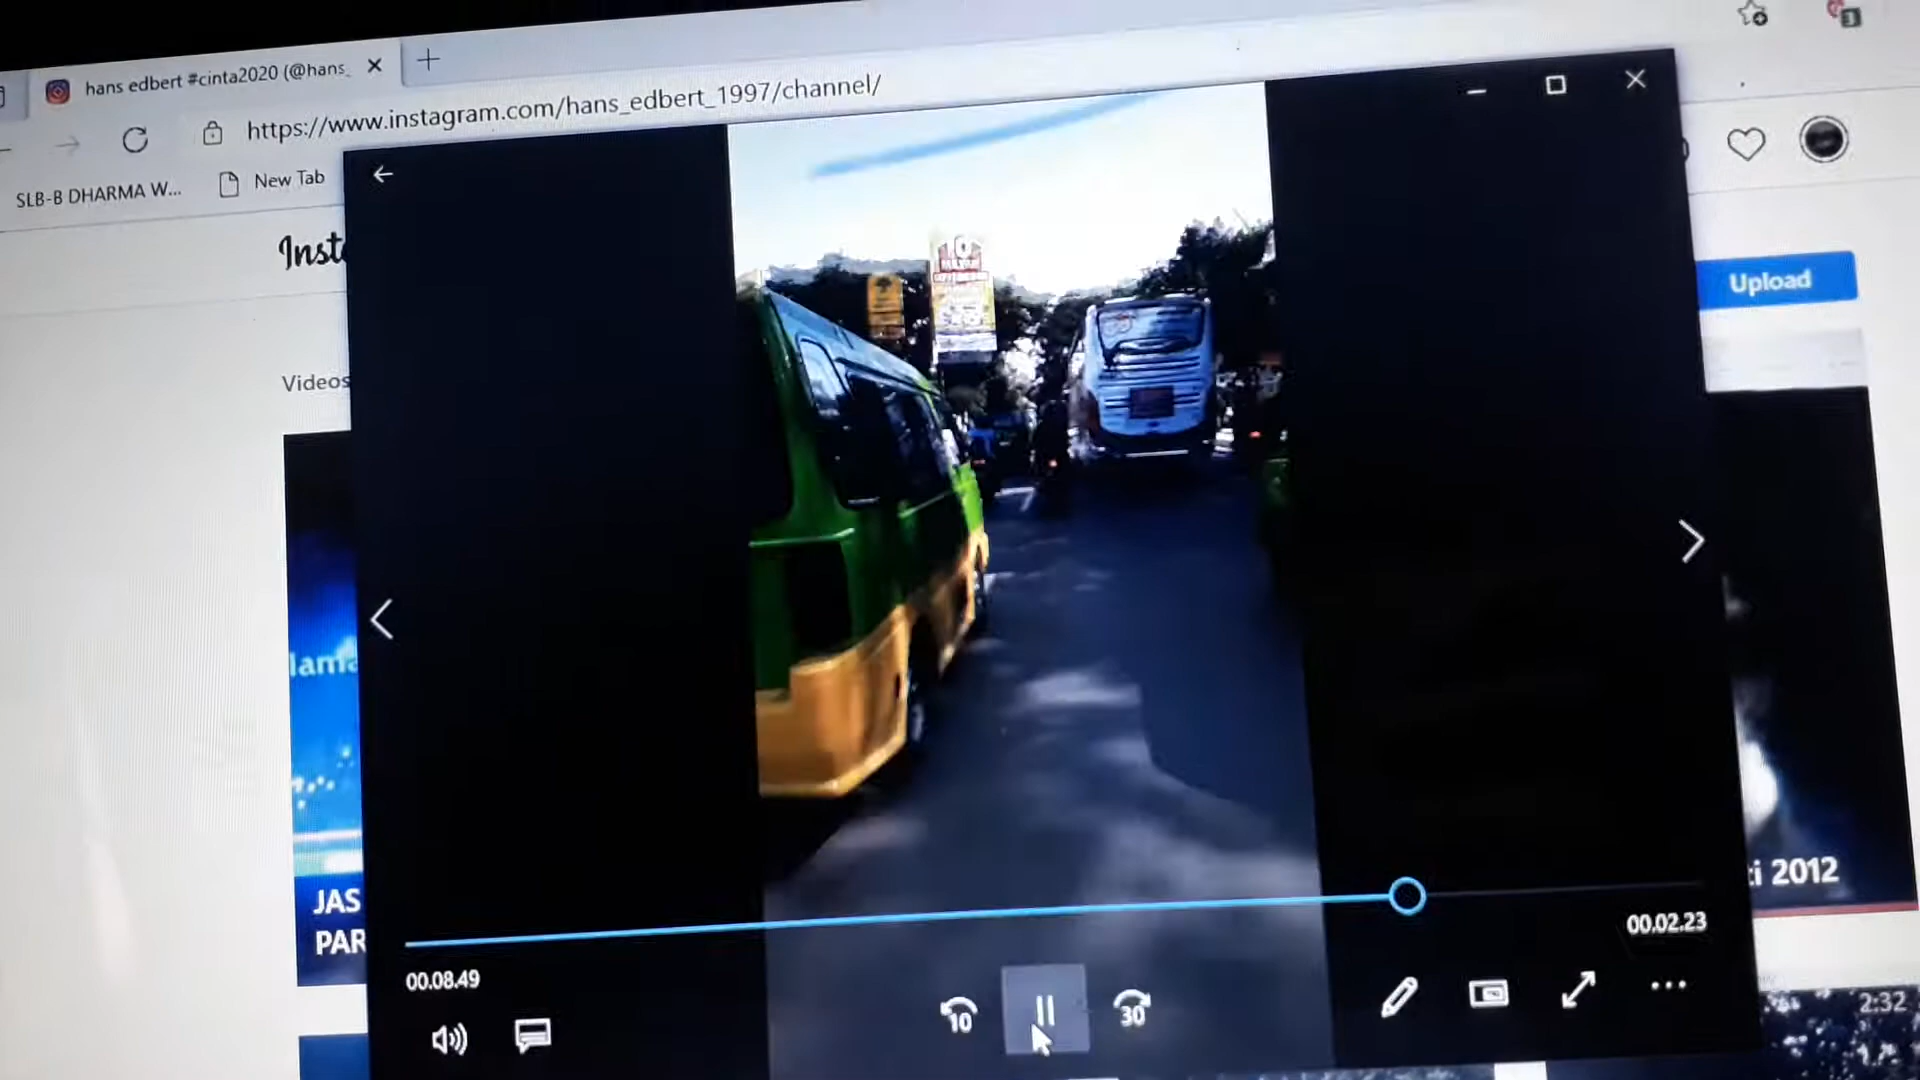 hans edbert #cinta2020 (@hans_
https://www.instagram.com/hans_edbert_1997/channel/
SLB-B DHARMA W...
New Tab
Inst
Upload
Videos
lama
JAS
PAR
i 2012
00.08.49
00.02.23
10
30
2:32